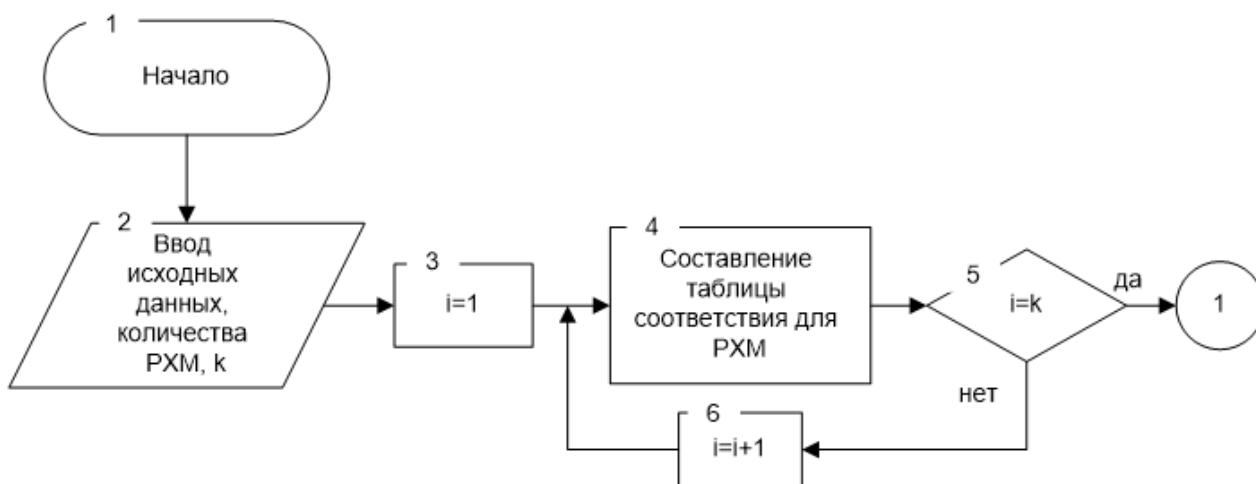 1
Начало
2
Ввод
исходных
данных,
количества
РХМ, k
3
i=1
4
Составление
таблицы
соответствия для
РХМ
5
i=k
да
1
нет
6
i=i+1